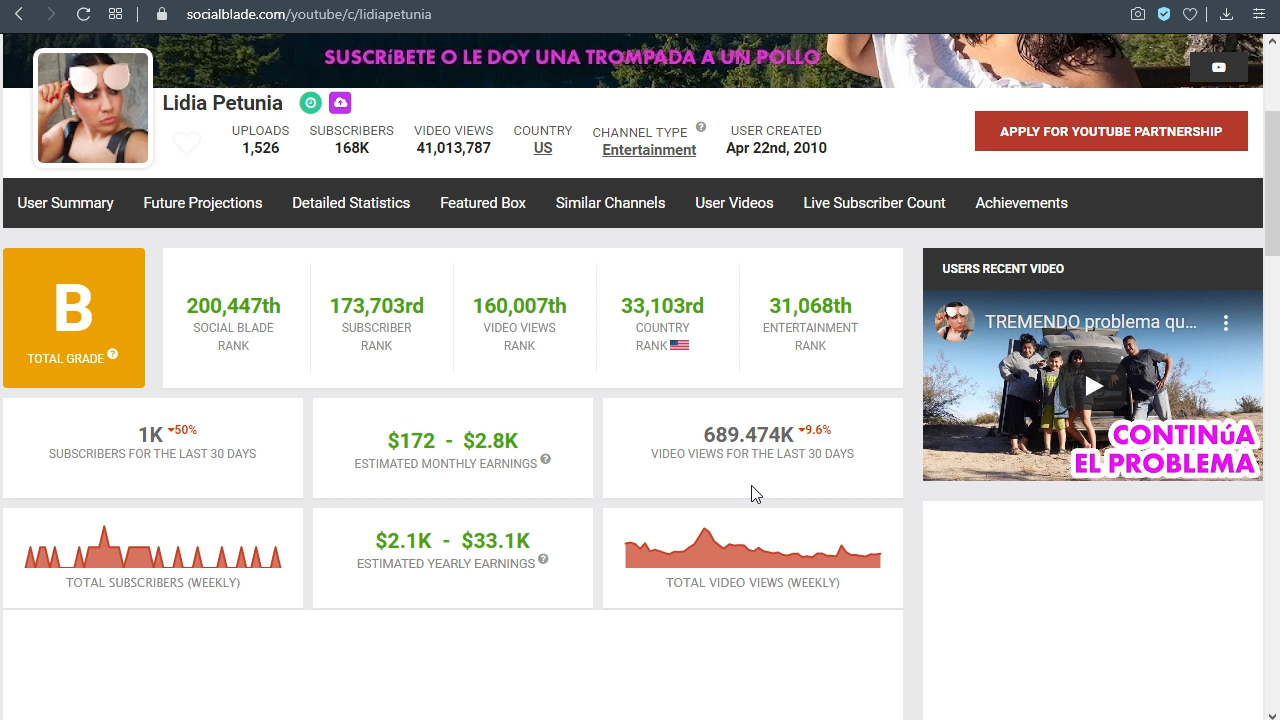 socialblade.com/youtube/c/lidiapetunia
SUSCRíBETE O LE DOY UNA TROMPADA A UN POLLO
Lidia Petunia
UPLOADS
1,526
SUBSCRIBERS
168K
VIDEO VIEWS
41,013,787
COUNTRY
US
CHANNEL TYPE ?
Entertainment
USER CREATED
Apr 22nd, 2010
APPLY FOR YOUTUBE PARTNERSHIP
User Summary Future Projections Detailed Statistics Featured Box Similar Channels User Videos Live Subscriber Count Achievements
B
TOTAL GRADE ?
200,447th
SOCIAL BLADE
RANK
173,703rd
SUBSCRIBER
RANK
160,007th
VIDEO VIEWS
RANK
33,103rd
COUNTRY
RANK
31,068th
ENTERTAINMENT
RANK
USERS RECENT VIDEO
TREMENDO problema qu...
CONTINúA
EL PROBLEMA
1K 50%
SUBSCRIBERS FOR THE LAST 30 DAYS
$172 - $2.8K
ESTIMATED MONTHLY EARNINGS ?
689.474K 9.6%
VIDEO VIEWS FOR THE LAST 30 DAYS
TOTAL SUBSCRIBERS (WEEKLY)
$2.1K - $33.1K
ESTIMATED YEARLY EARNINGS ?
TOTAL VIDEO VIEWS (WEEKLY)